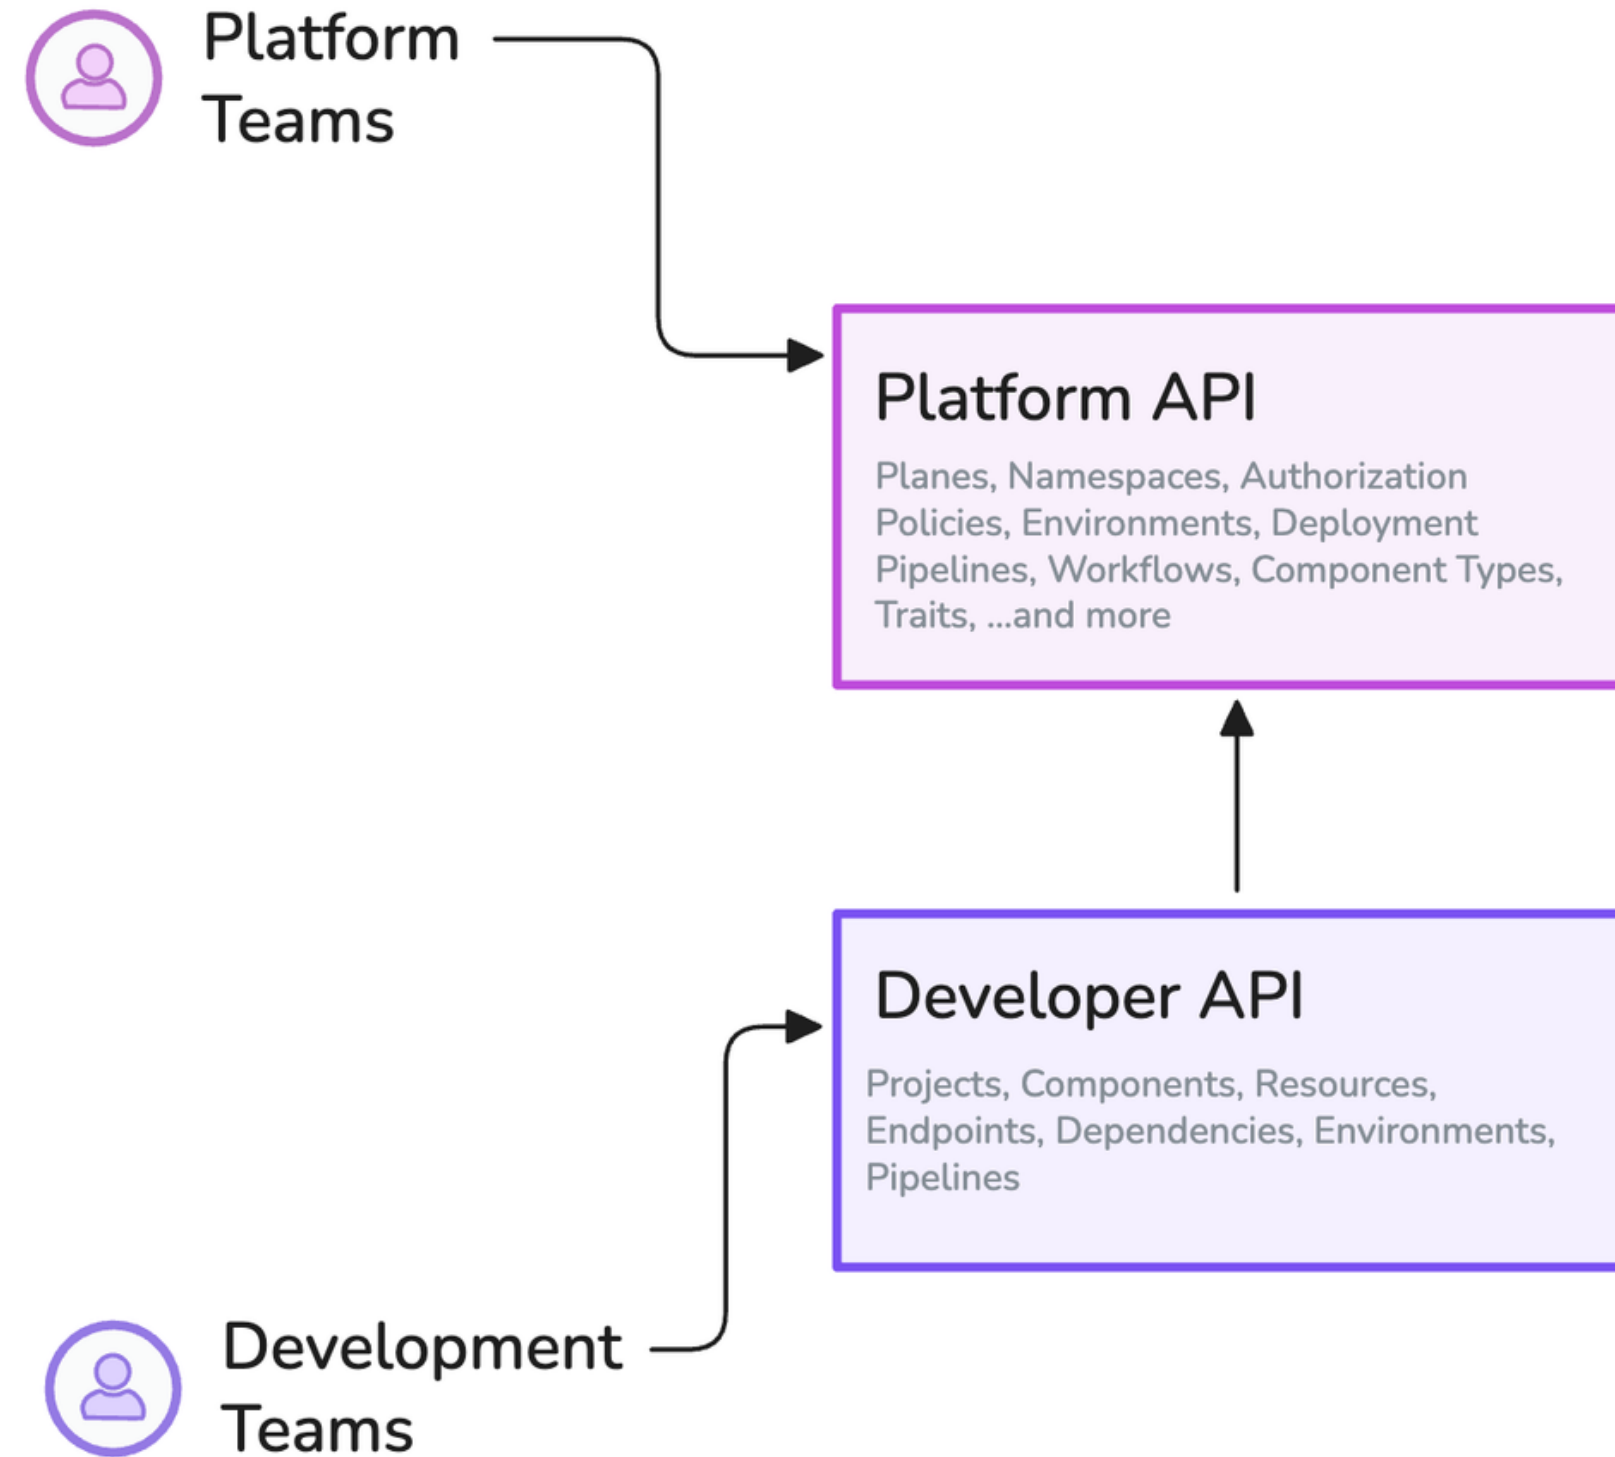 Platform
Teams
Platform API
Planes, Namespaces, Authorization
Policies, Environments, Deployment
Pipelines, Workflows, Component Types,
Traits, ...and more
Developer API
Projects, Components, Resources,
Endpoints, Dependencies, Environments,
Pipelines
Development
Teams